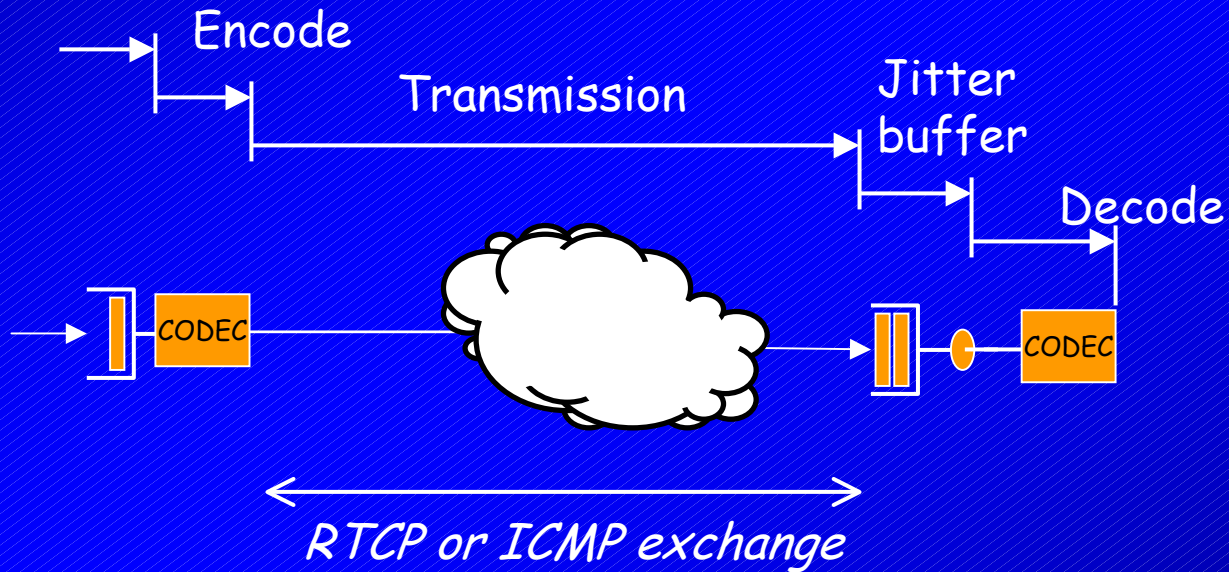 Encode
Transmission
Jitter
buffer
Decode
CODEC
CODEC
RTCP or ICMP exchange